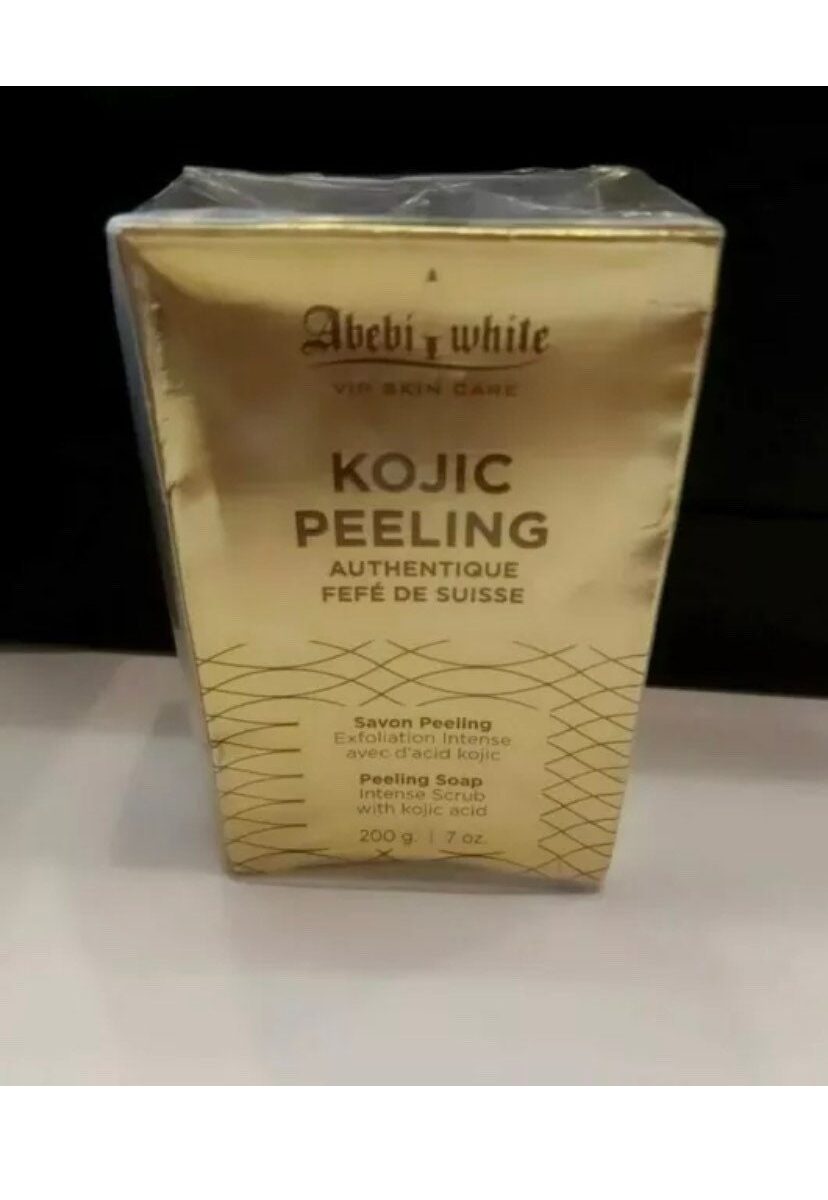 Abebi white
VIP SKIN CARE
KOJIC
PEELING
AUTHENTIQUE
FEFÉ DE SUISSE
Savon Peeling
Exfoliation Intense
avec d'acid kojic
Peeling Soap
Intense Scrub
with kojic acid
200 g. | 7 oz.